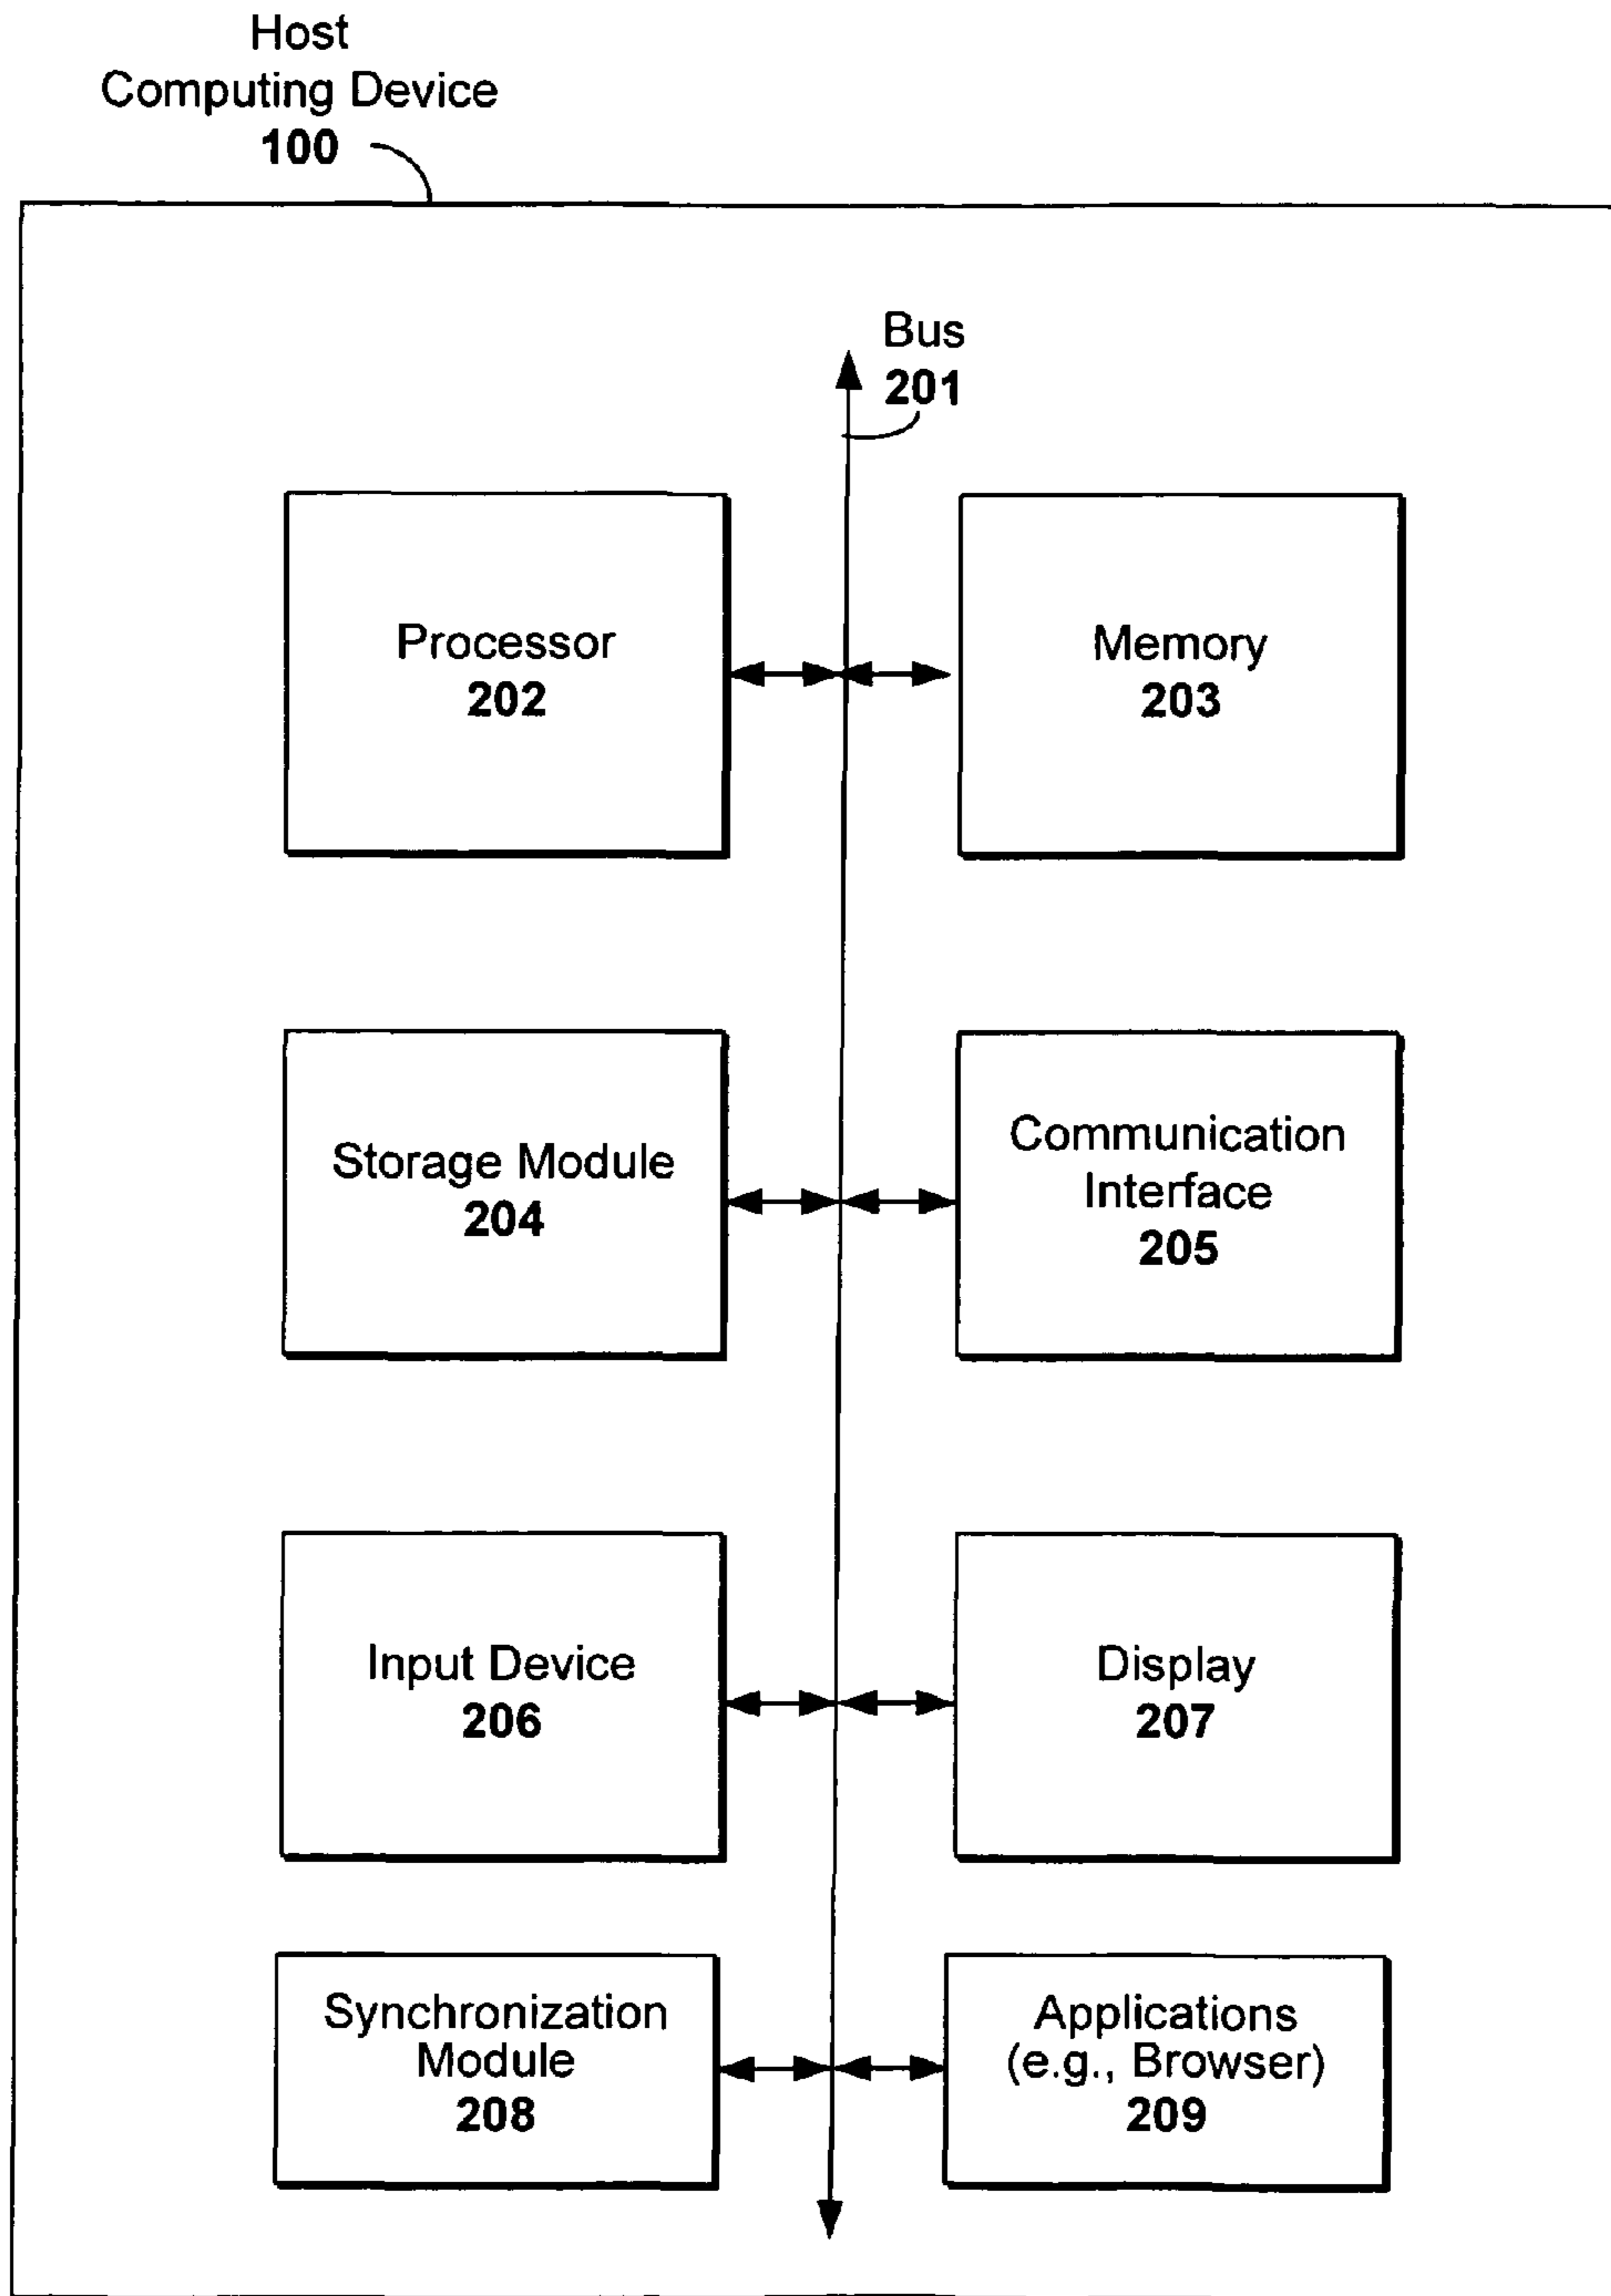 Host
Computing Device
100
Bus
201
Processor
202
Memory
203
Storage Module
204
Communication
Interface
205
Input Device
206
Display
207
Synchronization
Module
208
Applications
(e.g., Browser)
209